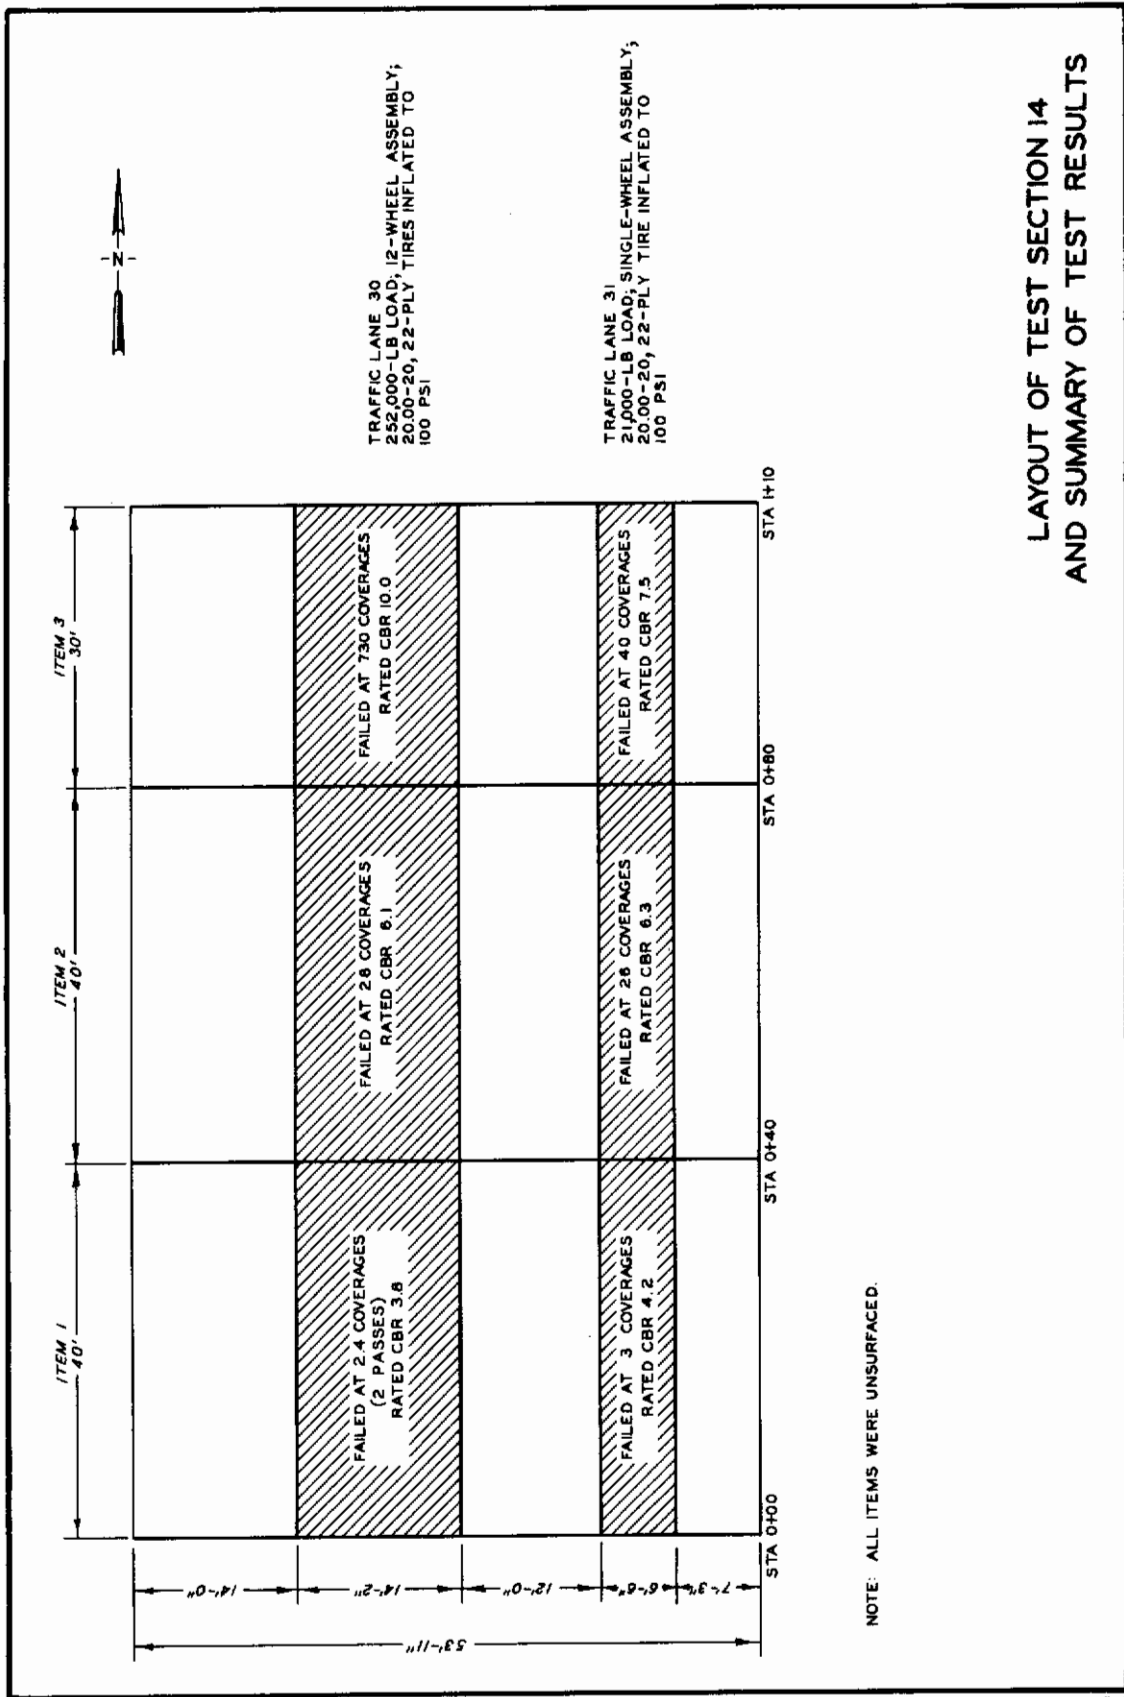 ITEM 1
40'
ITEM 2
40'
ITEM 3
30'
N
53'-11"
14'-0"
14'-2"
12'-0"
6'-6"
7'-3"
FAILED AT 2.4 COVERAGES
(2 PASSES)
RATED CBR 3.8
FAILED AT 28 COVERAGES
RATED CBR 6.1
FAILED AT 730 COVERAGES
RATED CBR 10.0
TRAFFIC LANE 30
252,000-LB LOAD; 12-WHEEL ASSEMBLY;
20.00-20, 22-PLY TIRES INFLATED TO
100 PSI
FAILED AT 3 COVERAGES
RATED CBR 4.2
FAILED AT 26 COVERAGES
RATED CBR 6.3
FAILED AT 40 COVERAGES
RATED CBR 7.5
TRAFFIC LANE 31
21,000-LB LOAD; SINGLE-WHEEL ASSEMBLY;
20.00-20, 22-PLY TIRE INFLATED TO
100 PSI
STA 0+00
STA 0+40
STA 0+80
STA 1+10
NOTE: ALL ITEMS WERE UNSURFACED.
LAYOUT OF TEST SECTION 14
AND SUMMARY OF TEST RESULTS